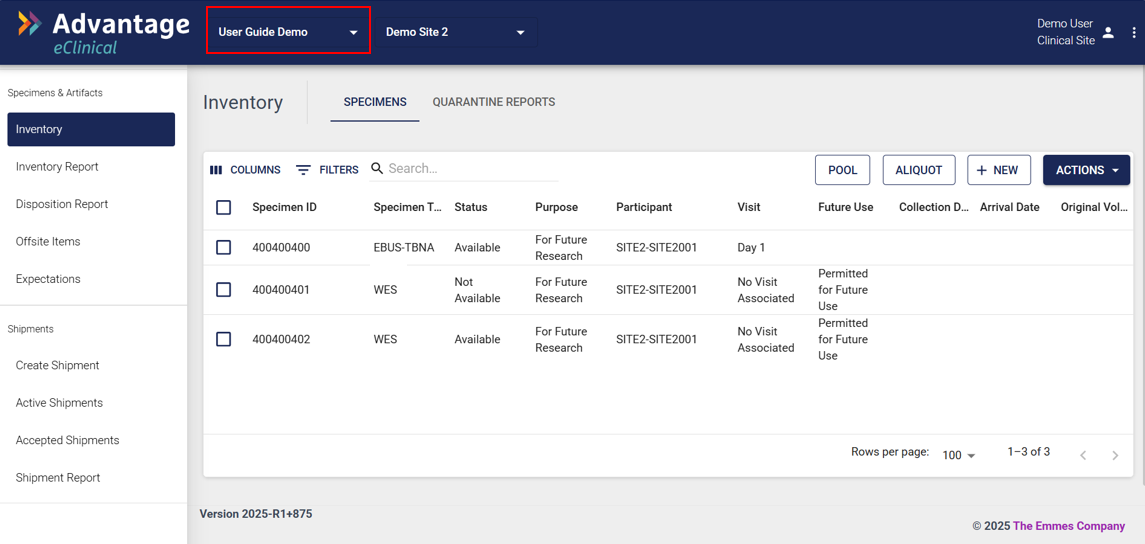 Advantage
eClinical
User Guide Demo
Demo Site 2
Demo User
Clinical Site
Specimens & Artifacts
Inventory
Inventory Report
Disposition Report
Offsite Items
Expectations
Shipments
Create Shipment
Active Shipments
Accepted Shipments
Shipment Report
Inventory
SPECIMENS
QUARANTINE REPORTS
COLUMNS
FILTERS
Search...
POOL
ALIQUOT
+ NEW
ACTIONS
Specimen ID Specimen T... Status Purpose Participant Visit Future Use Collection D... Arrival Date Original Vol...
400400400 EBUS-TBNA Available For Future Research SITE2-SITE2001 Day 1
400400401 WES Not Available For Future Research SITE2-SITE2001 No Visit Associated Permitted for Future Use
400400402 WES Available For Future Research SITE2-SITE2001 No Visit Associated Permitted for Future Use
Rows per page: 100 1–3 of 3
Version 2025-R1+875
© 2025 The Emmes Company